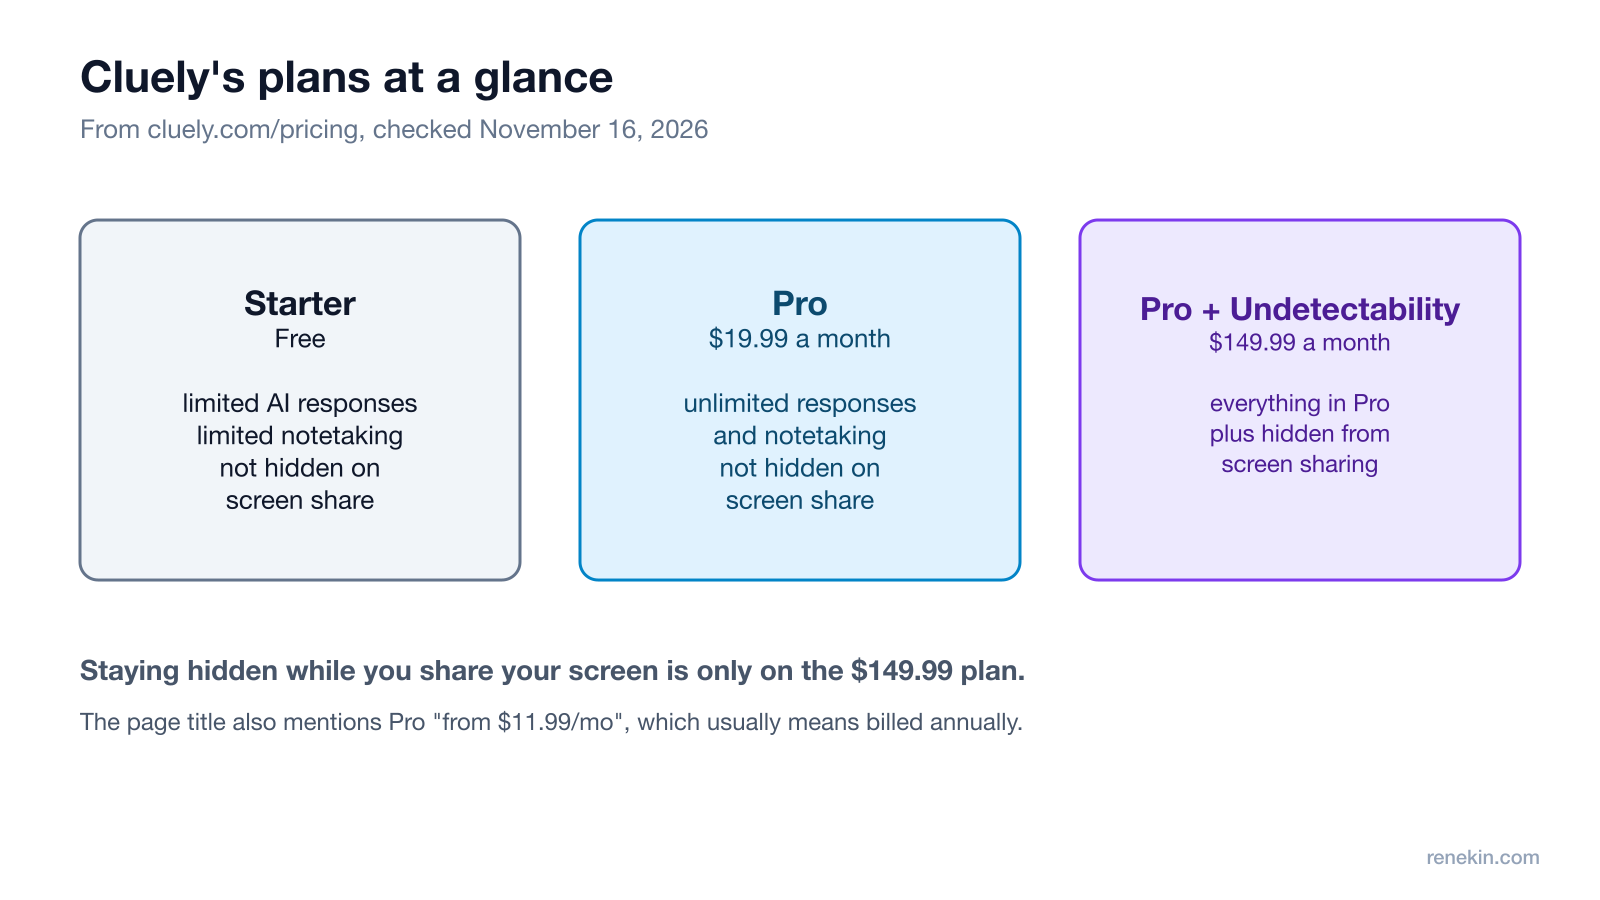 Cluely's plans at a glance
From cluely.com/pricing, checked November 16, 2026
Starter
Free
limited AI responses
limited notetaking
not hidden on
screen share
Pro
$19.99 a month
unlimited responses
and notetaking
not hidden on
screen share
Pro + Undetectability
$149.99 a month
everything in Pro
plus hidden from
screen sharing
Staying hidden while you share your screen is only on the $149.99 plan.
The page title also mentions Pro "from $11.99/mo", which usually means billed annually.
renekin.com